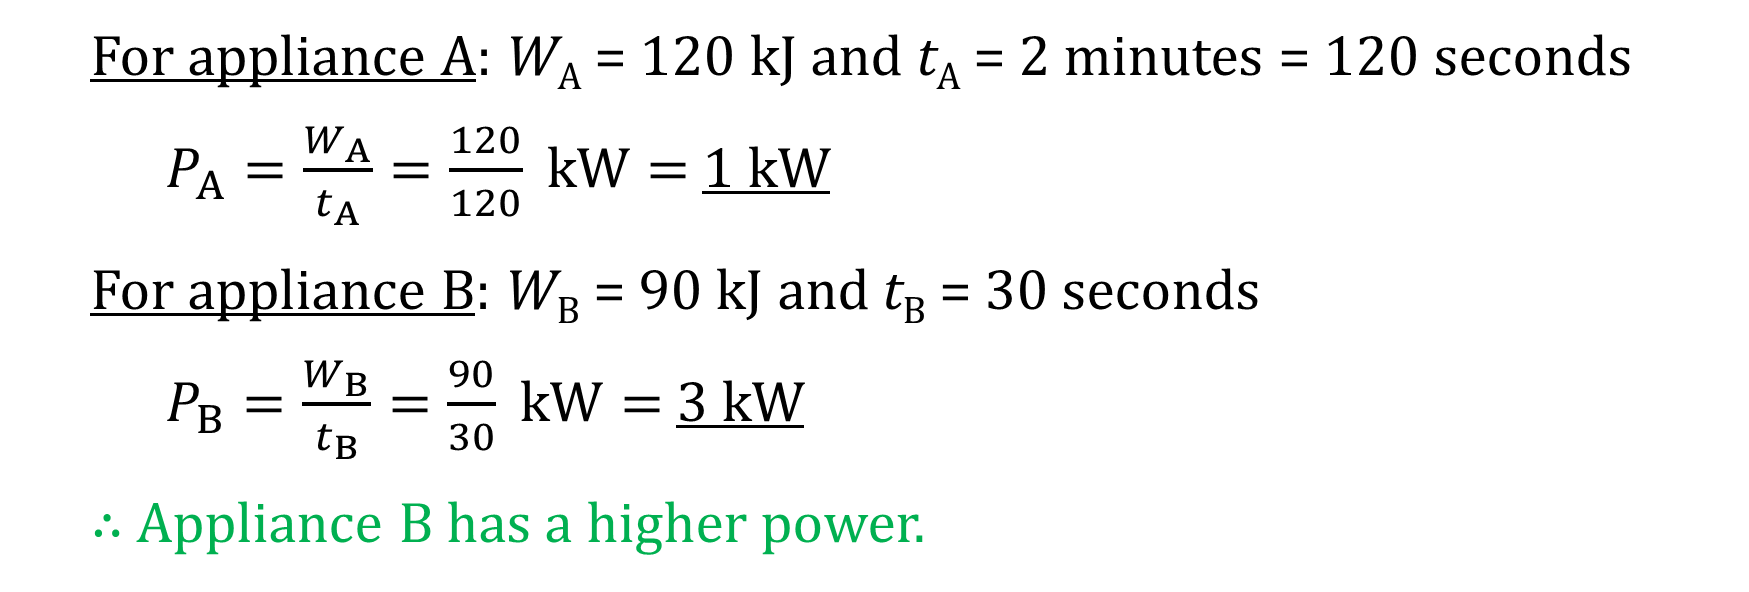 For appliance A: W_A = 120 kJ and t_A = 2 minutes = 120 seconds
P_A = W_A/t_A = 120/120 kW = 1 kW
For appliance B: W_B = 90 kJ and t_B = 30 seconds
P_B = W_B/t_B = 90/30 kW = 3 kW
∴ Appliance B has a higher power.